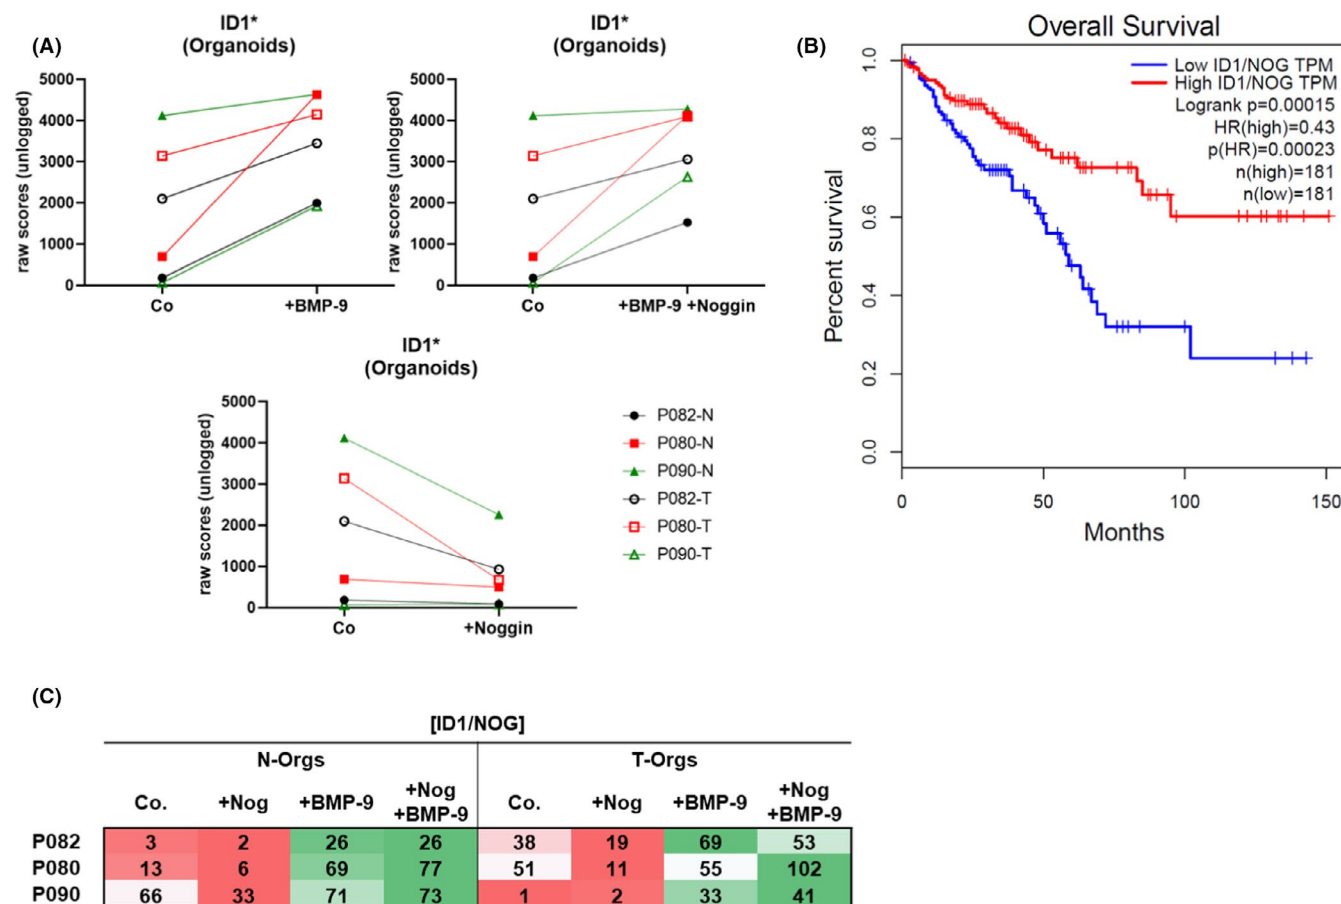 (A)
ID1*
(Organoids)
raw scores (unlogged)
5000
4000
3000
2000
1000
0
Co
+BMP-9
ID1*
(Organoids)
raw scores (unlogged)
5000
4000
3000
2000
1000
0
Co
+BMP-9 +Noggin
ID1*
(Organoids)
raw scores (unlogged)
5000
4000
3000
2000
1000
0
Co
+Noggin
P082-N
P080-N
P090-N
P082-T
P080-T
P090-T
(B)
Overall Survival
Percent survival
1.0
0.8
0.6
0.4
0.2
0.0
Low ID1/NOG TPM
High ID1/NOG TPM
Logrank p=0.00015
HR(high)=0.43
p(HR)=0.00023
n(high)=181
n(low)=181
0 50 100 150
Months
(C)
[ID1/NOG]
N-Orgs T-Orgs
Co. +Nog +BMP-9 +Nog +BMP-9 Co. +Nog +BMP-9 +Nog +BMP-9
P082 3 2 26 26 38 19 69 53
P080 13 6 69 77 51 11 55 102
P090 66 33 71 73 1 2 33 41